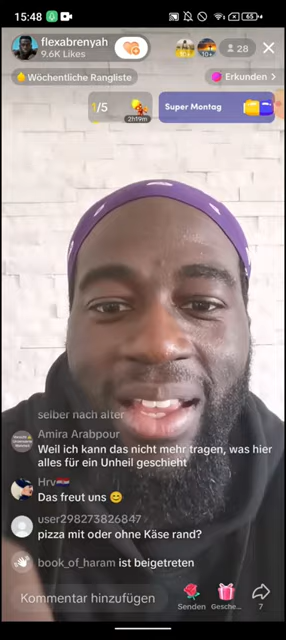 15:48
65
flexabrenyah
9.6K Likes
28
Wöchentliche Rangliste
Erkunden >
1/5
2h19m
Super Montag
selber nach alter
Amira Arabpour
Weil ich kann das nicht mehr tragen, was hier
alles für ein Unheil geschieht
Hrv🇭🇷
Das freut uns 😊
user298273826847
pizza mit oder ohne Käse rand?
book_of_haram ist beigetreten
Kommentar hinzufügen
Senden
Gesche...
7